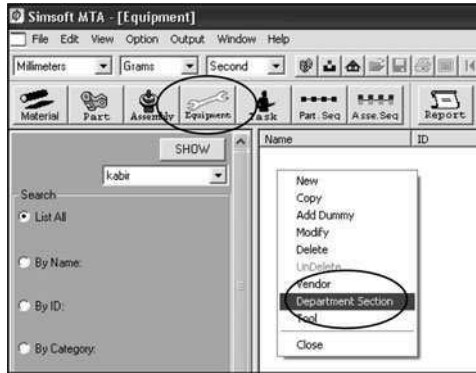 Simsoft MTA - [Equipment]
File Edit View Option Output Window Help
Millimeters Grams Second
Material Part Assembly Equipment Task Part.Seq Asse.Seq Report
SHOW
kabir
Name ID
Search
List All
By Name:
By ID:
By Category:
New
Copy
Add Dummy
Modify
Delete
UnDelete
Vendor
Department Section
Tool
Close